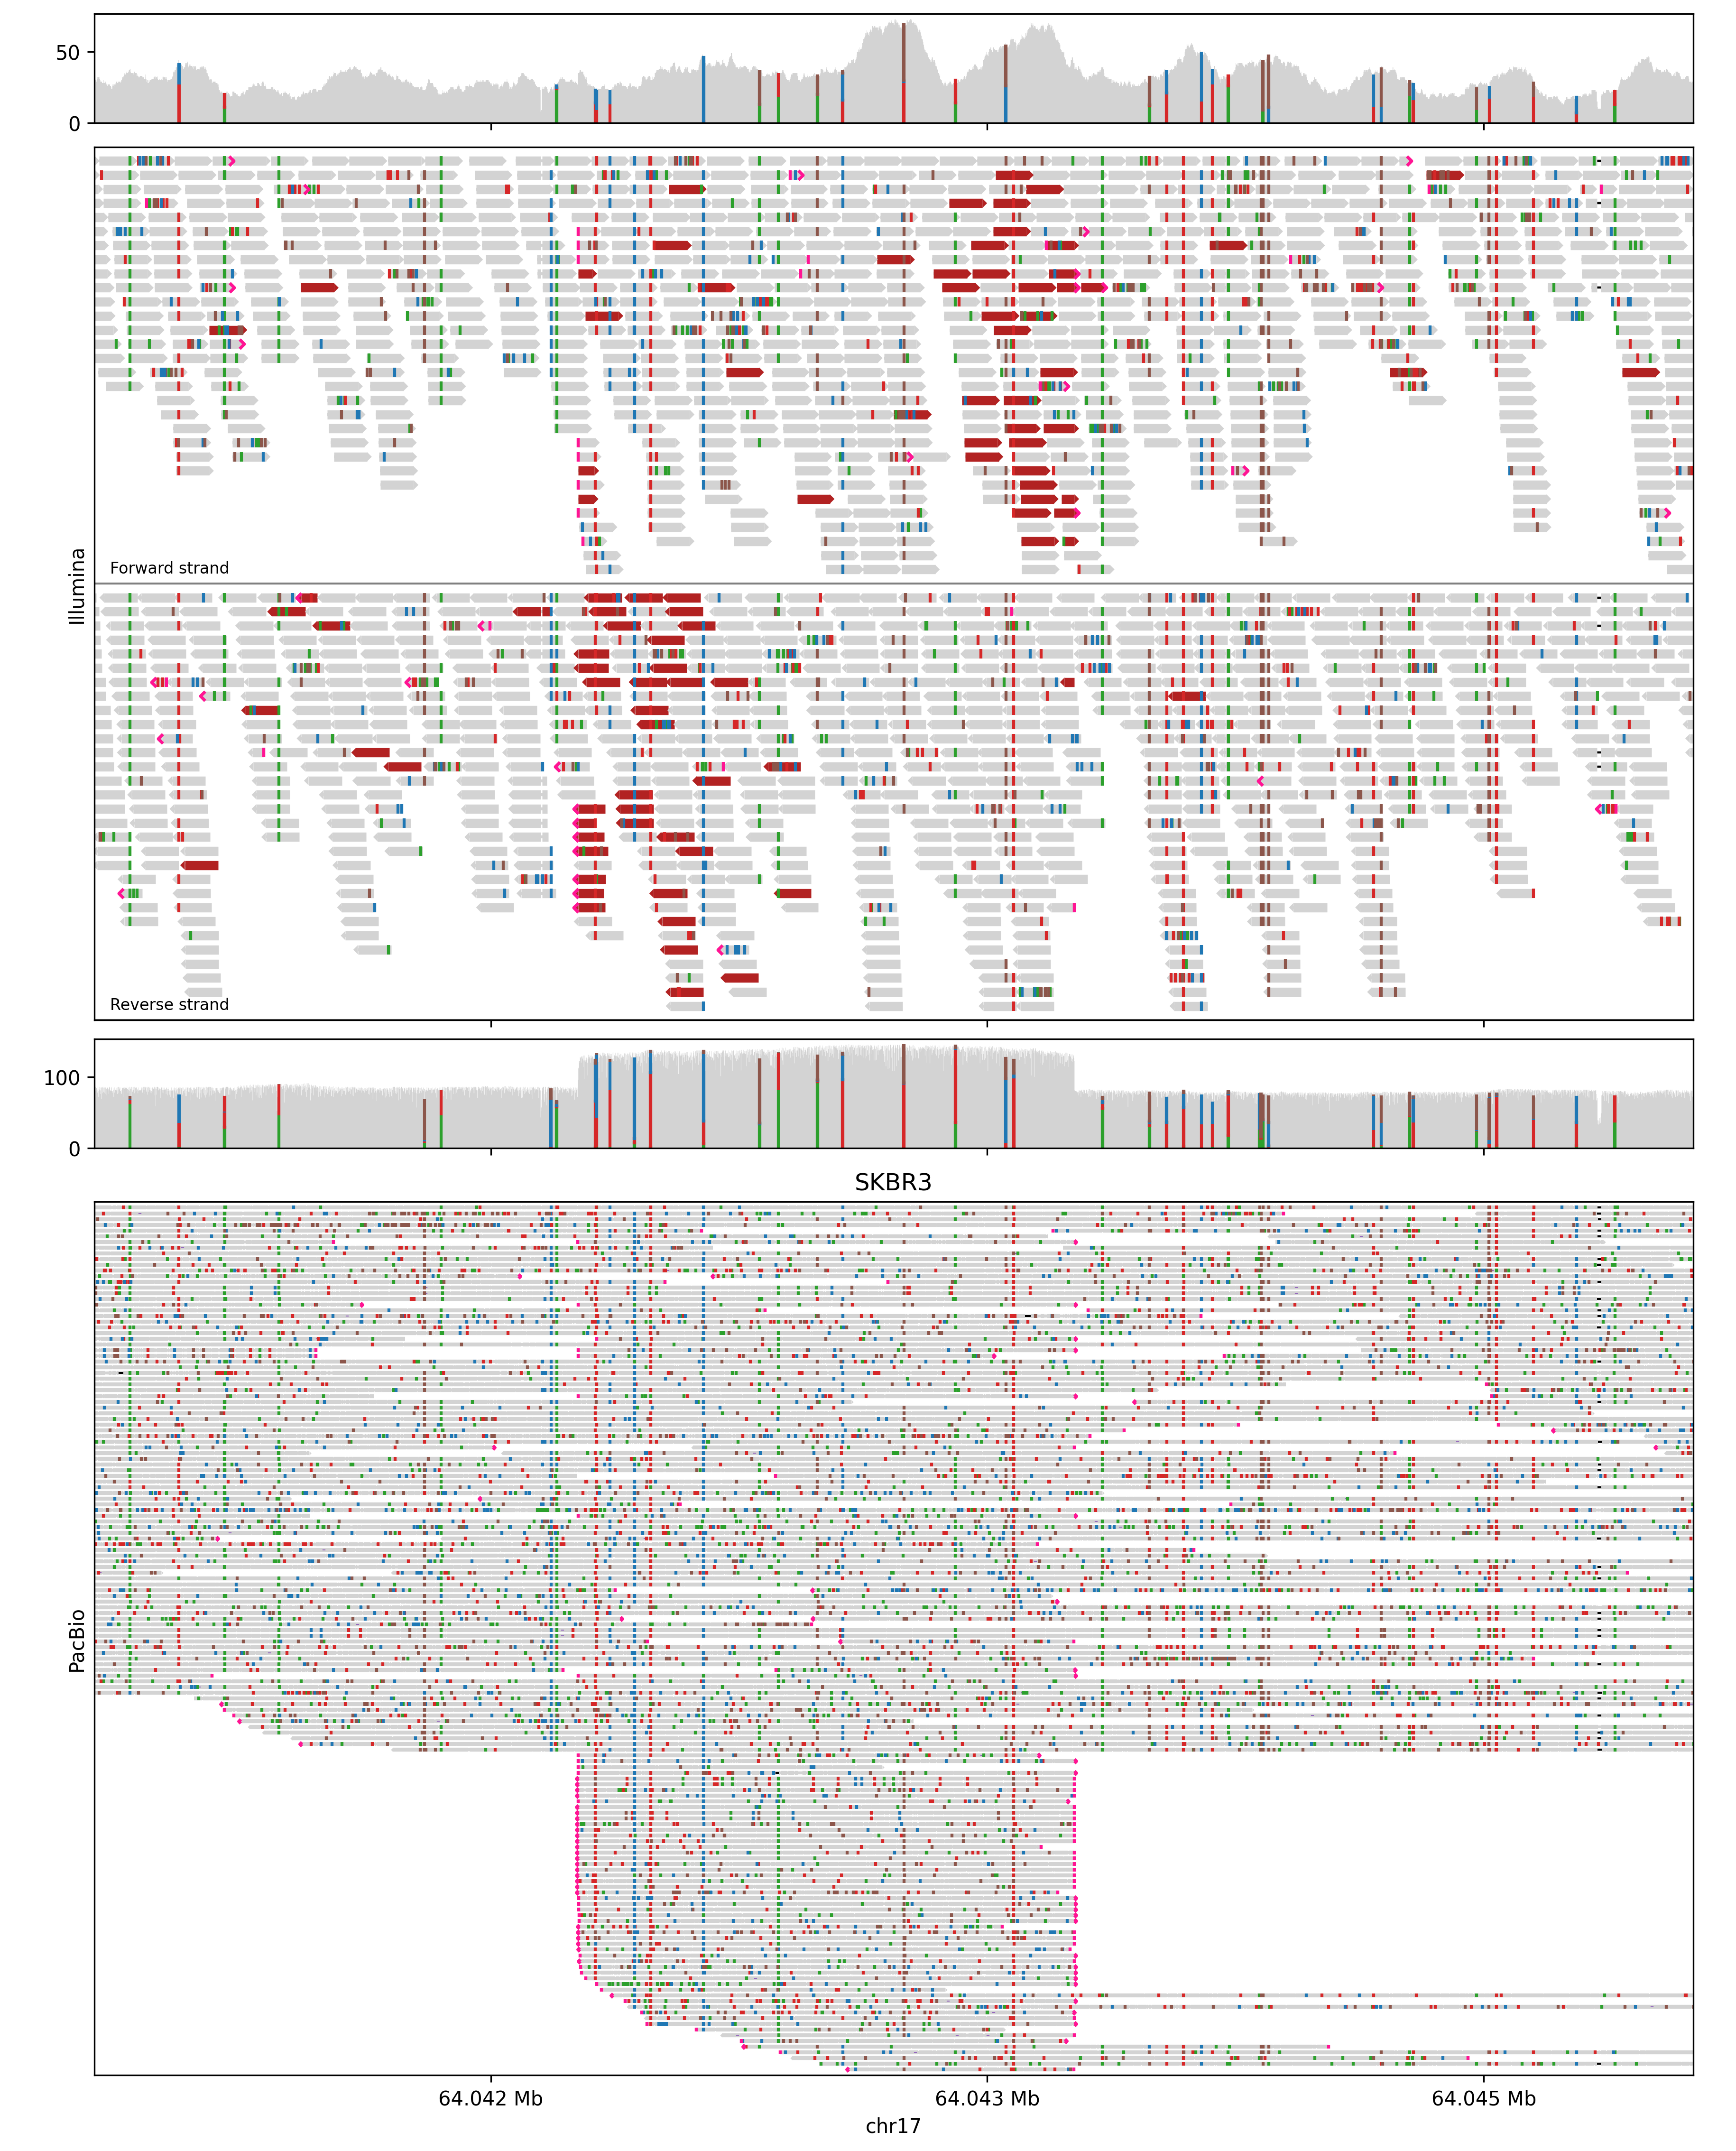 50
0
Illumina
Forward strand
Reverse strand
100
0
SKBR3
PacBio
64.042 Mb
64.043 Mb
64.045 Mb
chr17